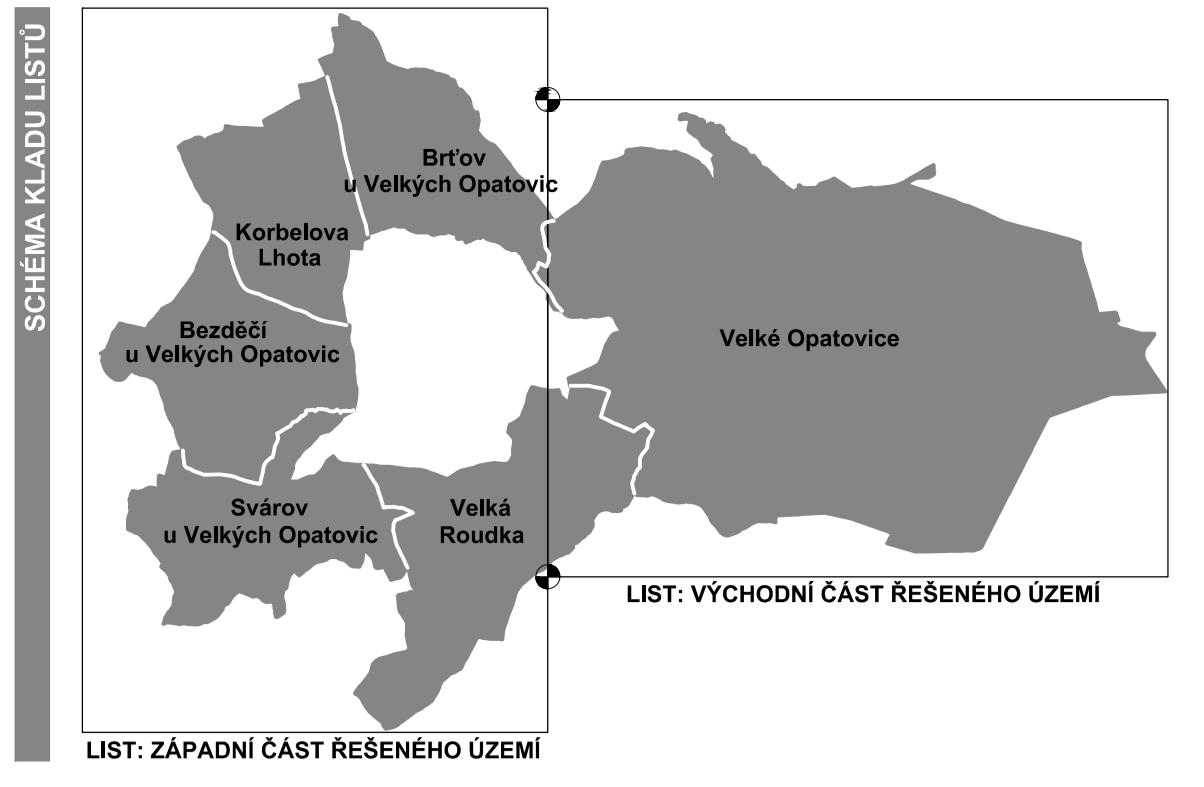 SCHÉMA KLADU LISTŮ
Brťov
u Velkých Opatovic
Korbelova
Lhota
Bezděčí
u Velkých Opatovic
Velké Opatovice
Svárov
u Velkých Opatovic
Velká
Roudka
LIST: VÝCHODNÍ ČÁST ŘEŠENÉHO ÚZEMÍ
LIST: ZÁPADNÍ ČÁST ŘEŠENÉHO ÚZEMÍ